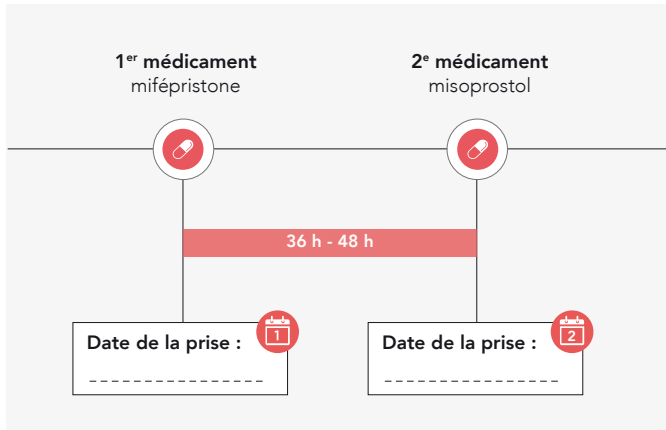 1er médicament
mifépristone
2e médicament
misoprostol
36 h - 48 h
1
Date de la prise :
2
Date de la prise :